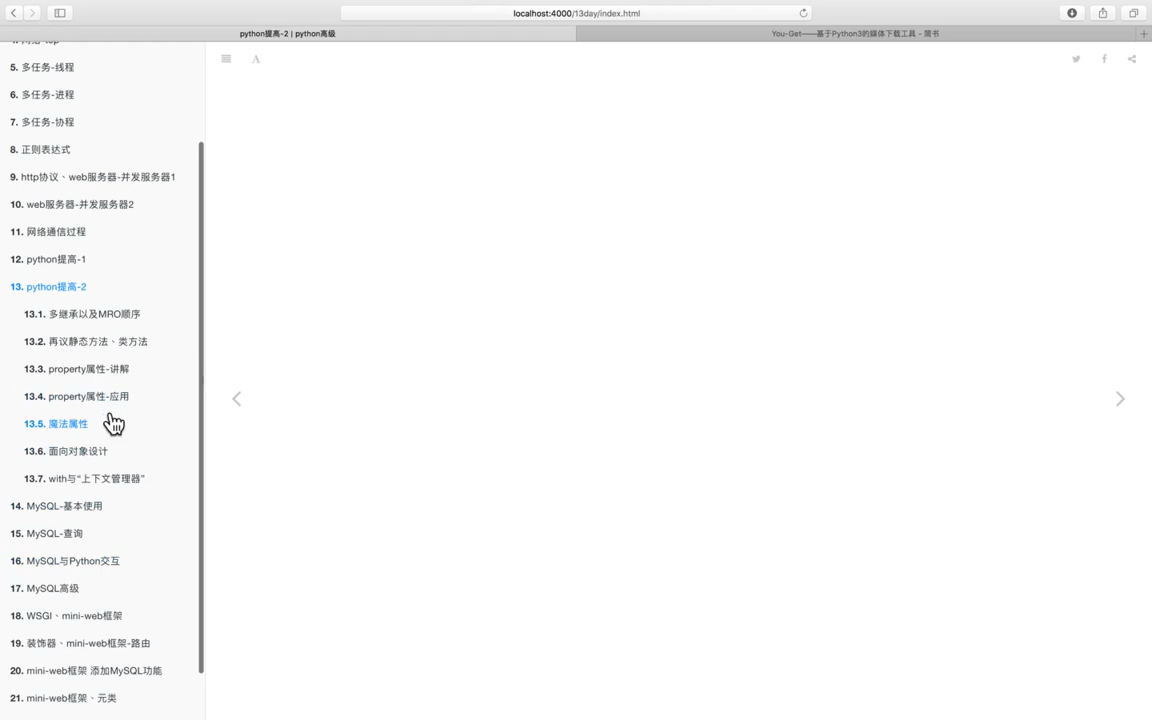 localhost:4000/13day/index.html
python提高-2 | python高级
You-Get——基于Python3的媒体下载工具 - 简书
5. 多任务-线程
6. 多任务-进程
7. 多任务-协程
8. 正则表达式
9. http协议、web服务器-并发服务器1
10. web服务器-并发服务器2
11. 网络通信过程
12. python提高-1
13. python提高-2
13.1. 多继承以及MRO顺序
13.2. 再议静态方法、类方法
13.3. property属性-讲解
13.4. property属性-应用
13.5. 魔法属性
13.6. 面向对象设计
13.7. with与“上下文管理器”
14. MySQL-基本使用
15. MySQL-查询
16. MySQL与Python交互
17. MySQL高级
18. WSGI、mini-web框架
19. 装饰器、mini-web框架-路由
20. mini-web框架 添加MySQL功能
21. mini-web框架、元类